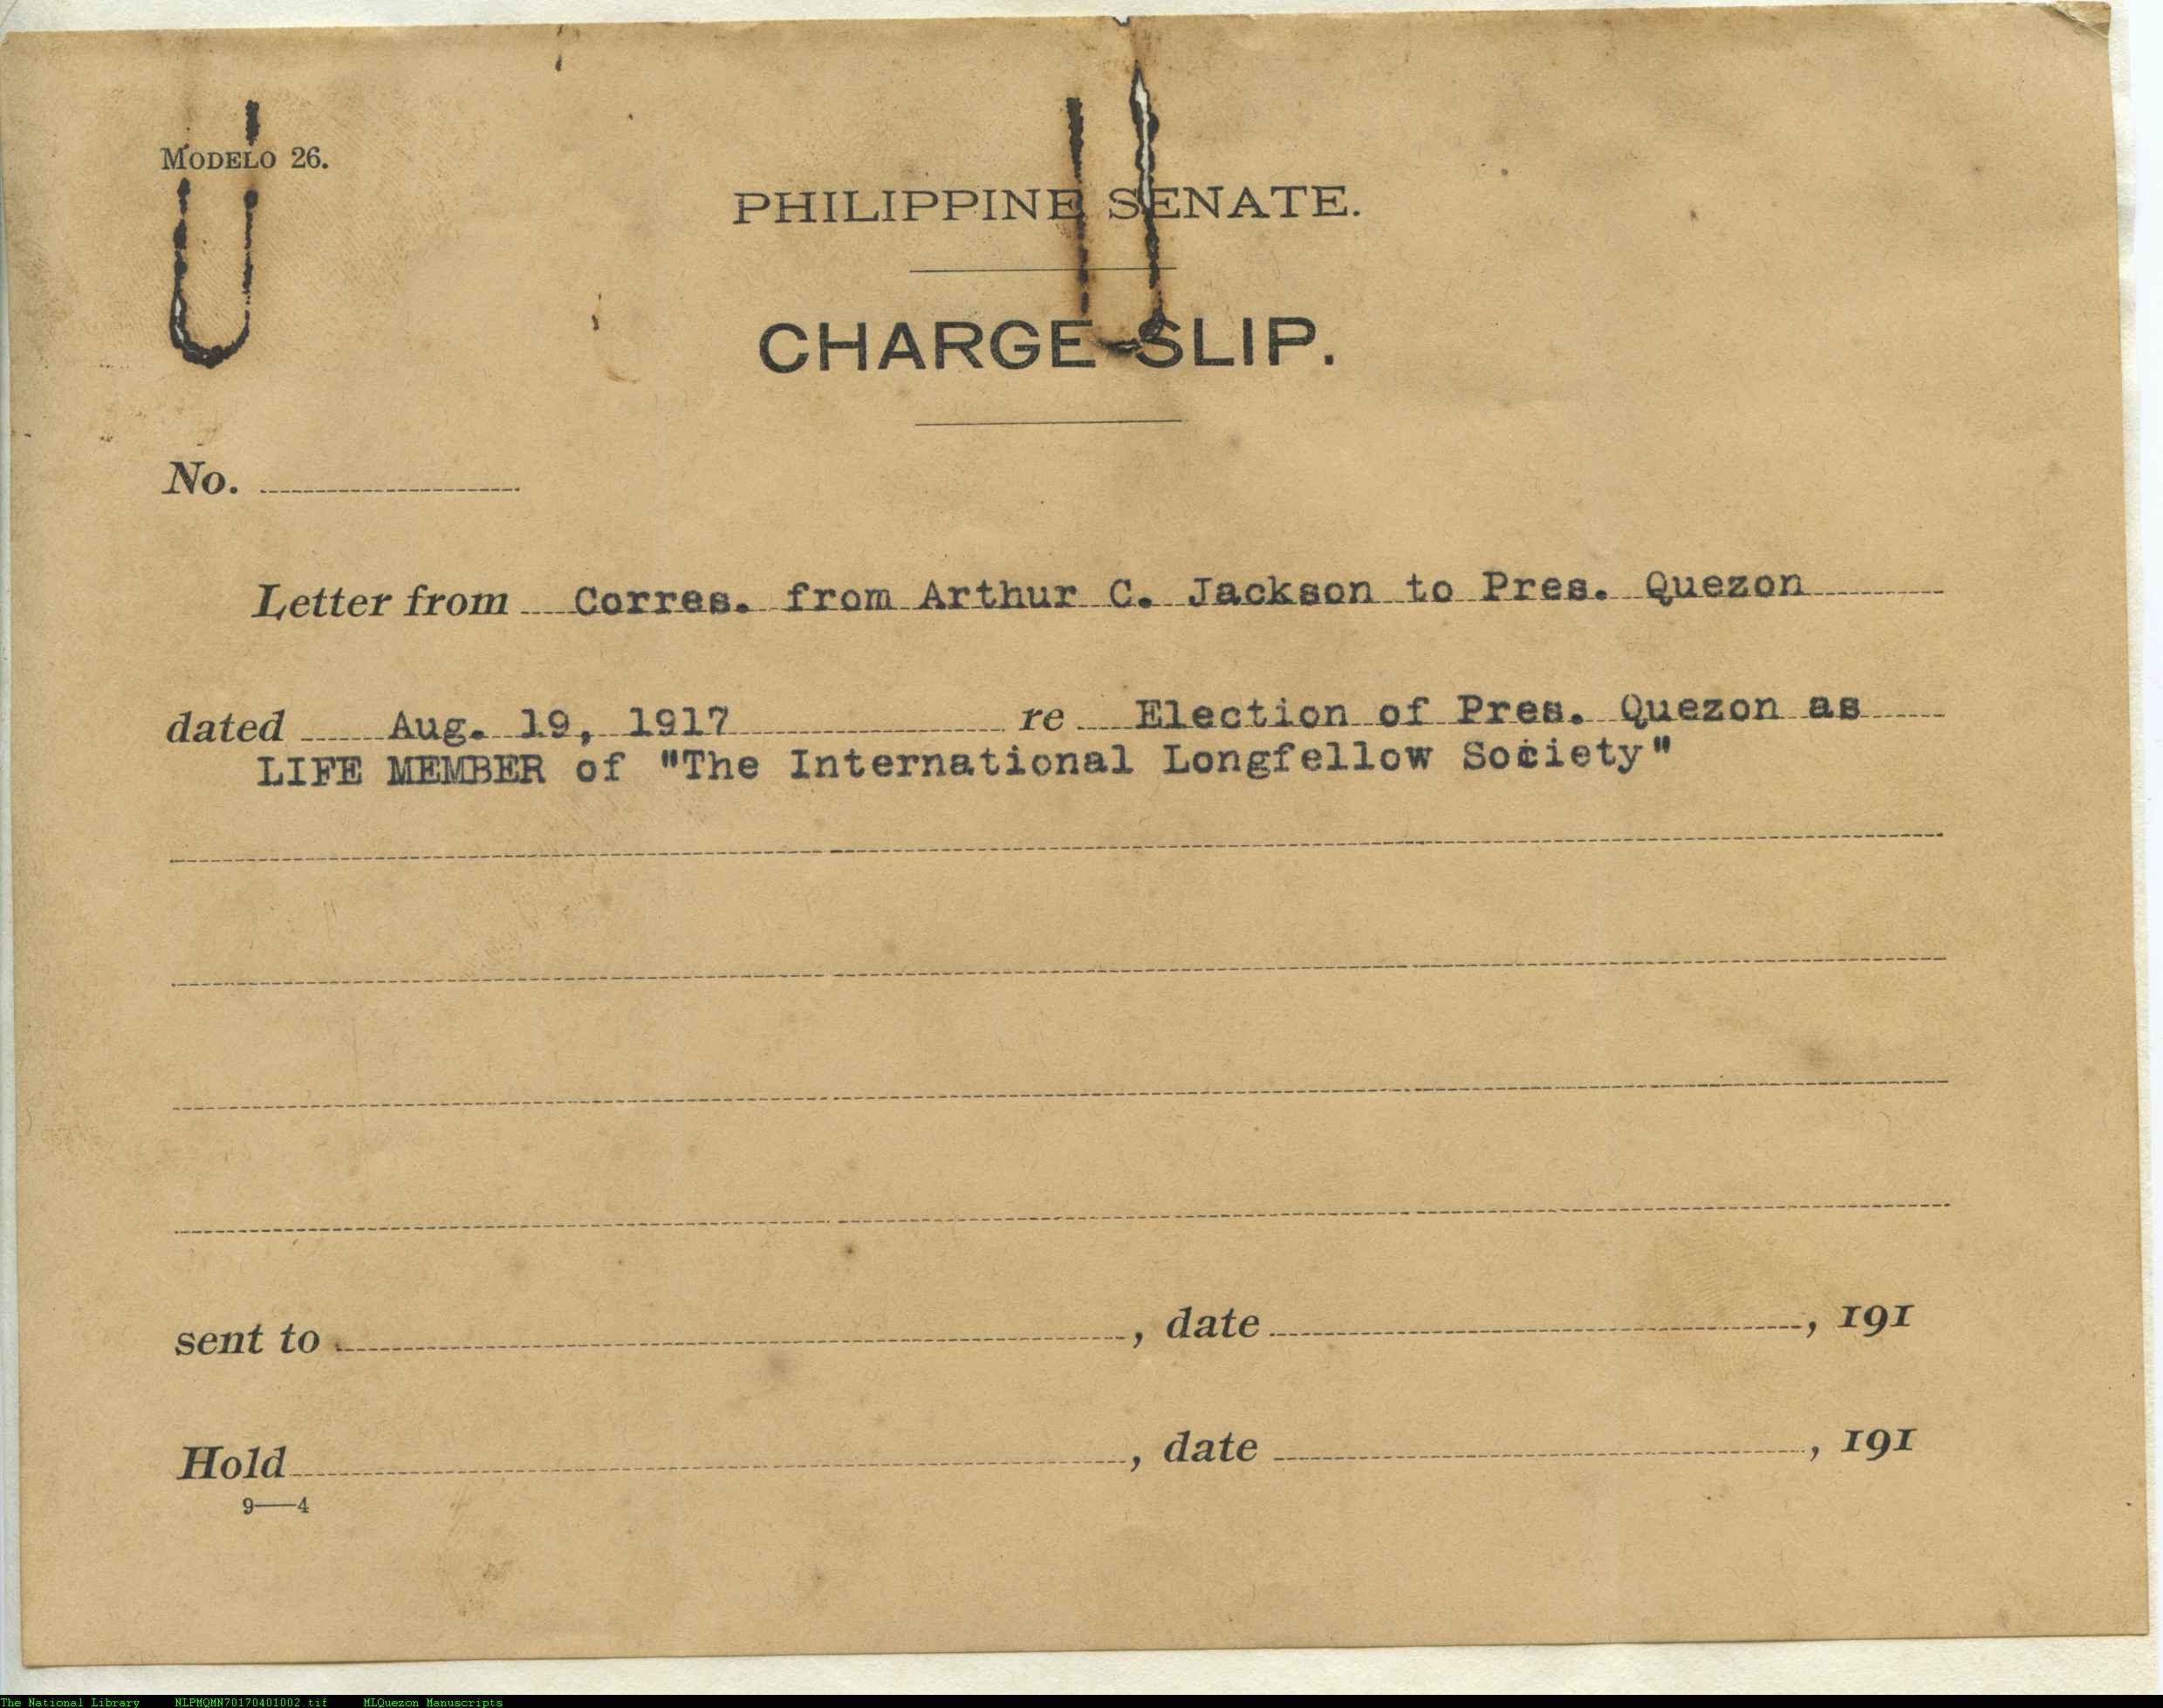 MODELO 26.
PHILIPPINE SENATE.
CHARGE SLIP.
No.
Letter from Corres. from Arthur C. Jackson to Pres. Quezon
dated Aug. 19, 1917 re Election of Pres. Quezon as
LIFE MEMBER of "The International Longfellow Society"
sent to , date , 191
Hold , date , 191
9—4
The National Library NLPMQMN70170401002.tif MLQuezon Manuscripts